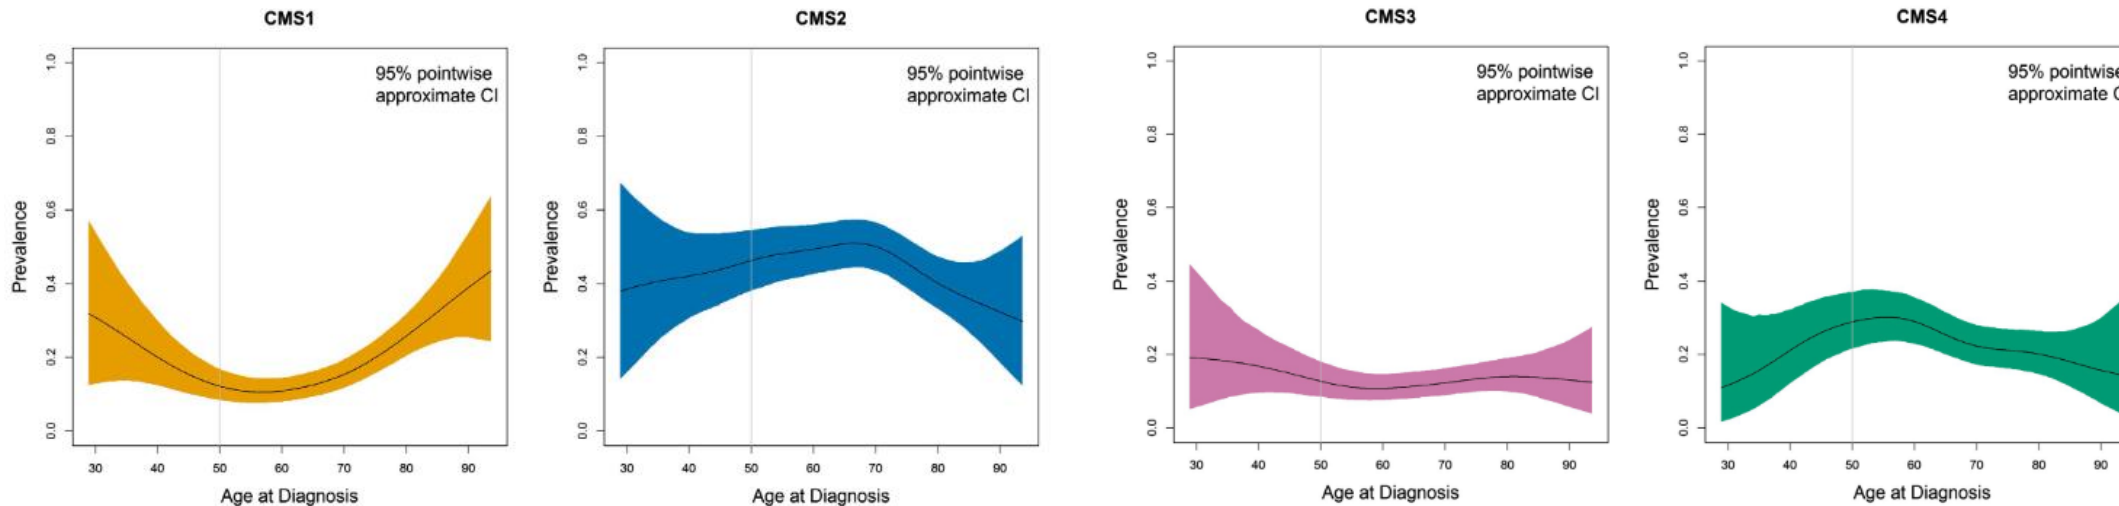 CMS1
CMS2
CMS3
CMS4
95% pointwise
approximate CI
95% pointwise
approximate CI
95% pointwise
approximate CI
95% pointwise
approximate
Prevalence
0.0 0.2 0.4 0.6 0.8 1.0
30 40 50 60 70 80 90
Age at Diagnosis
Prevalence
0.0 0.2 0.4 0.6 0.8 1.0
30 40 50 60 70 80 90
Age at Diagnosis
Prevalence
0.0 0.2 0.4 0.6 0.8 1.0
30 40 50 60 70 80 90
Age at Diagnosis
Prevalence
0.0 0.2 0.4 0.6 0.8 1.0
30 40 50 60 70 80 90
Age at Diagnosis